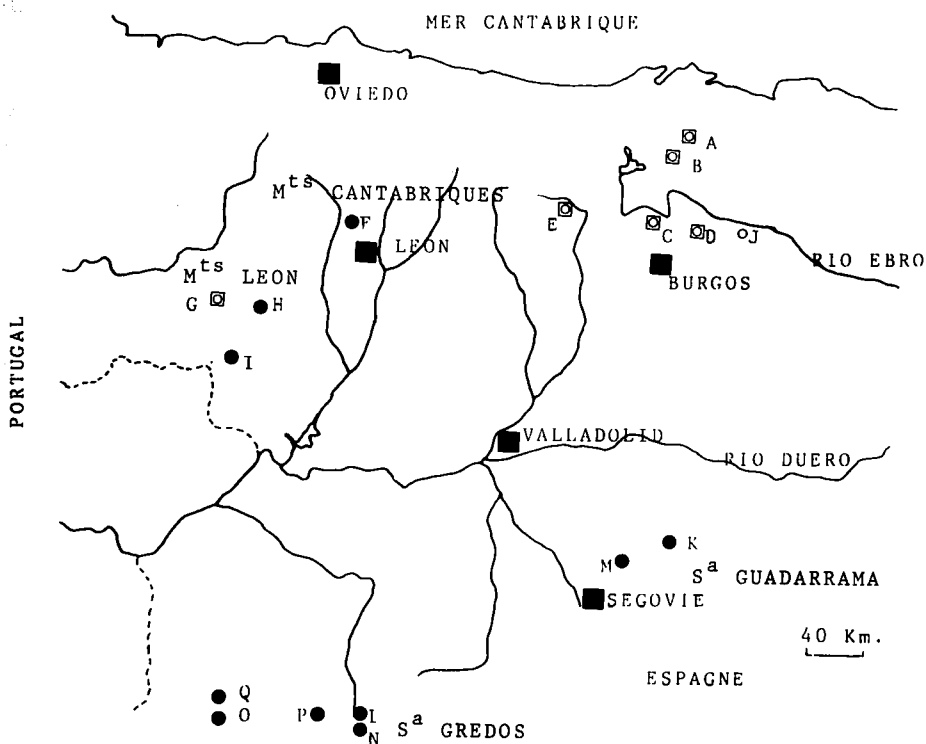 MER CANTABRIQUE
OVIEDO
A
B
Mts CANTABRIQUES
F
E
LEON
C
D
J
RIO EBRO
BURGOS
Mts LEON
G
H
I
PORTUGAL
VALLADOLID
RIO DUERO
K
M
Sa GUADARRAMA
SEGOVIE
40 Km.
ESPAGNE
Q
O
P
L
N
Sa GREDOS